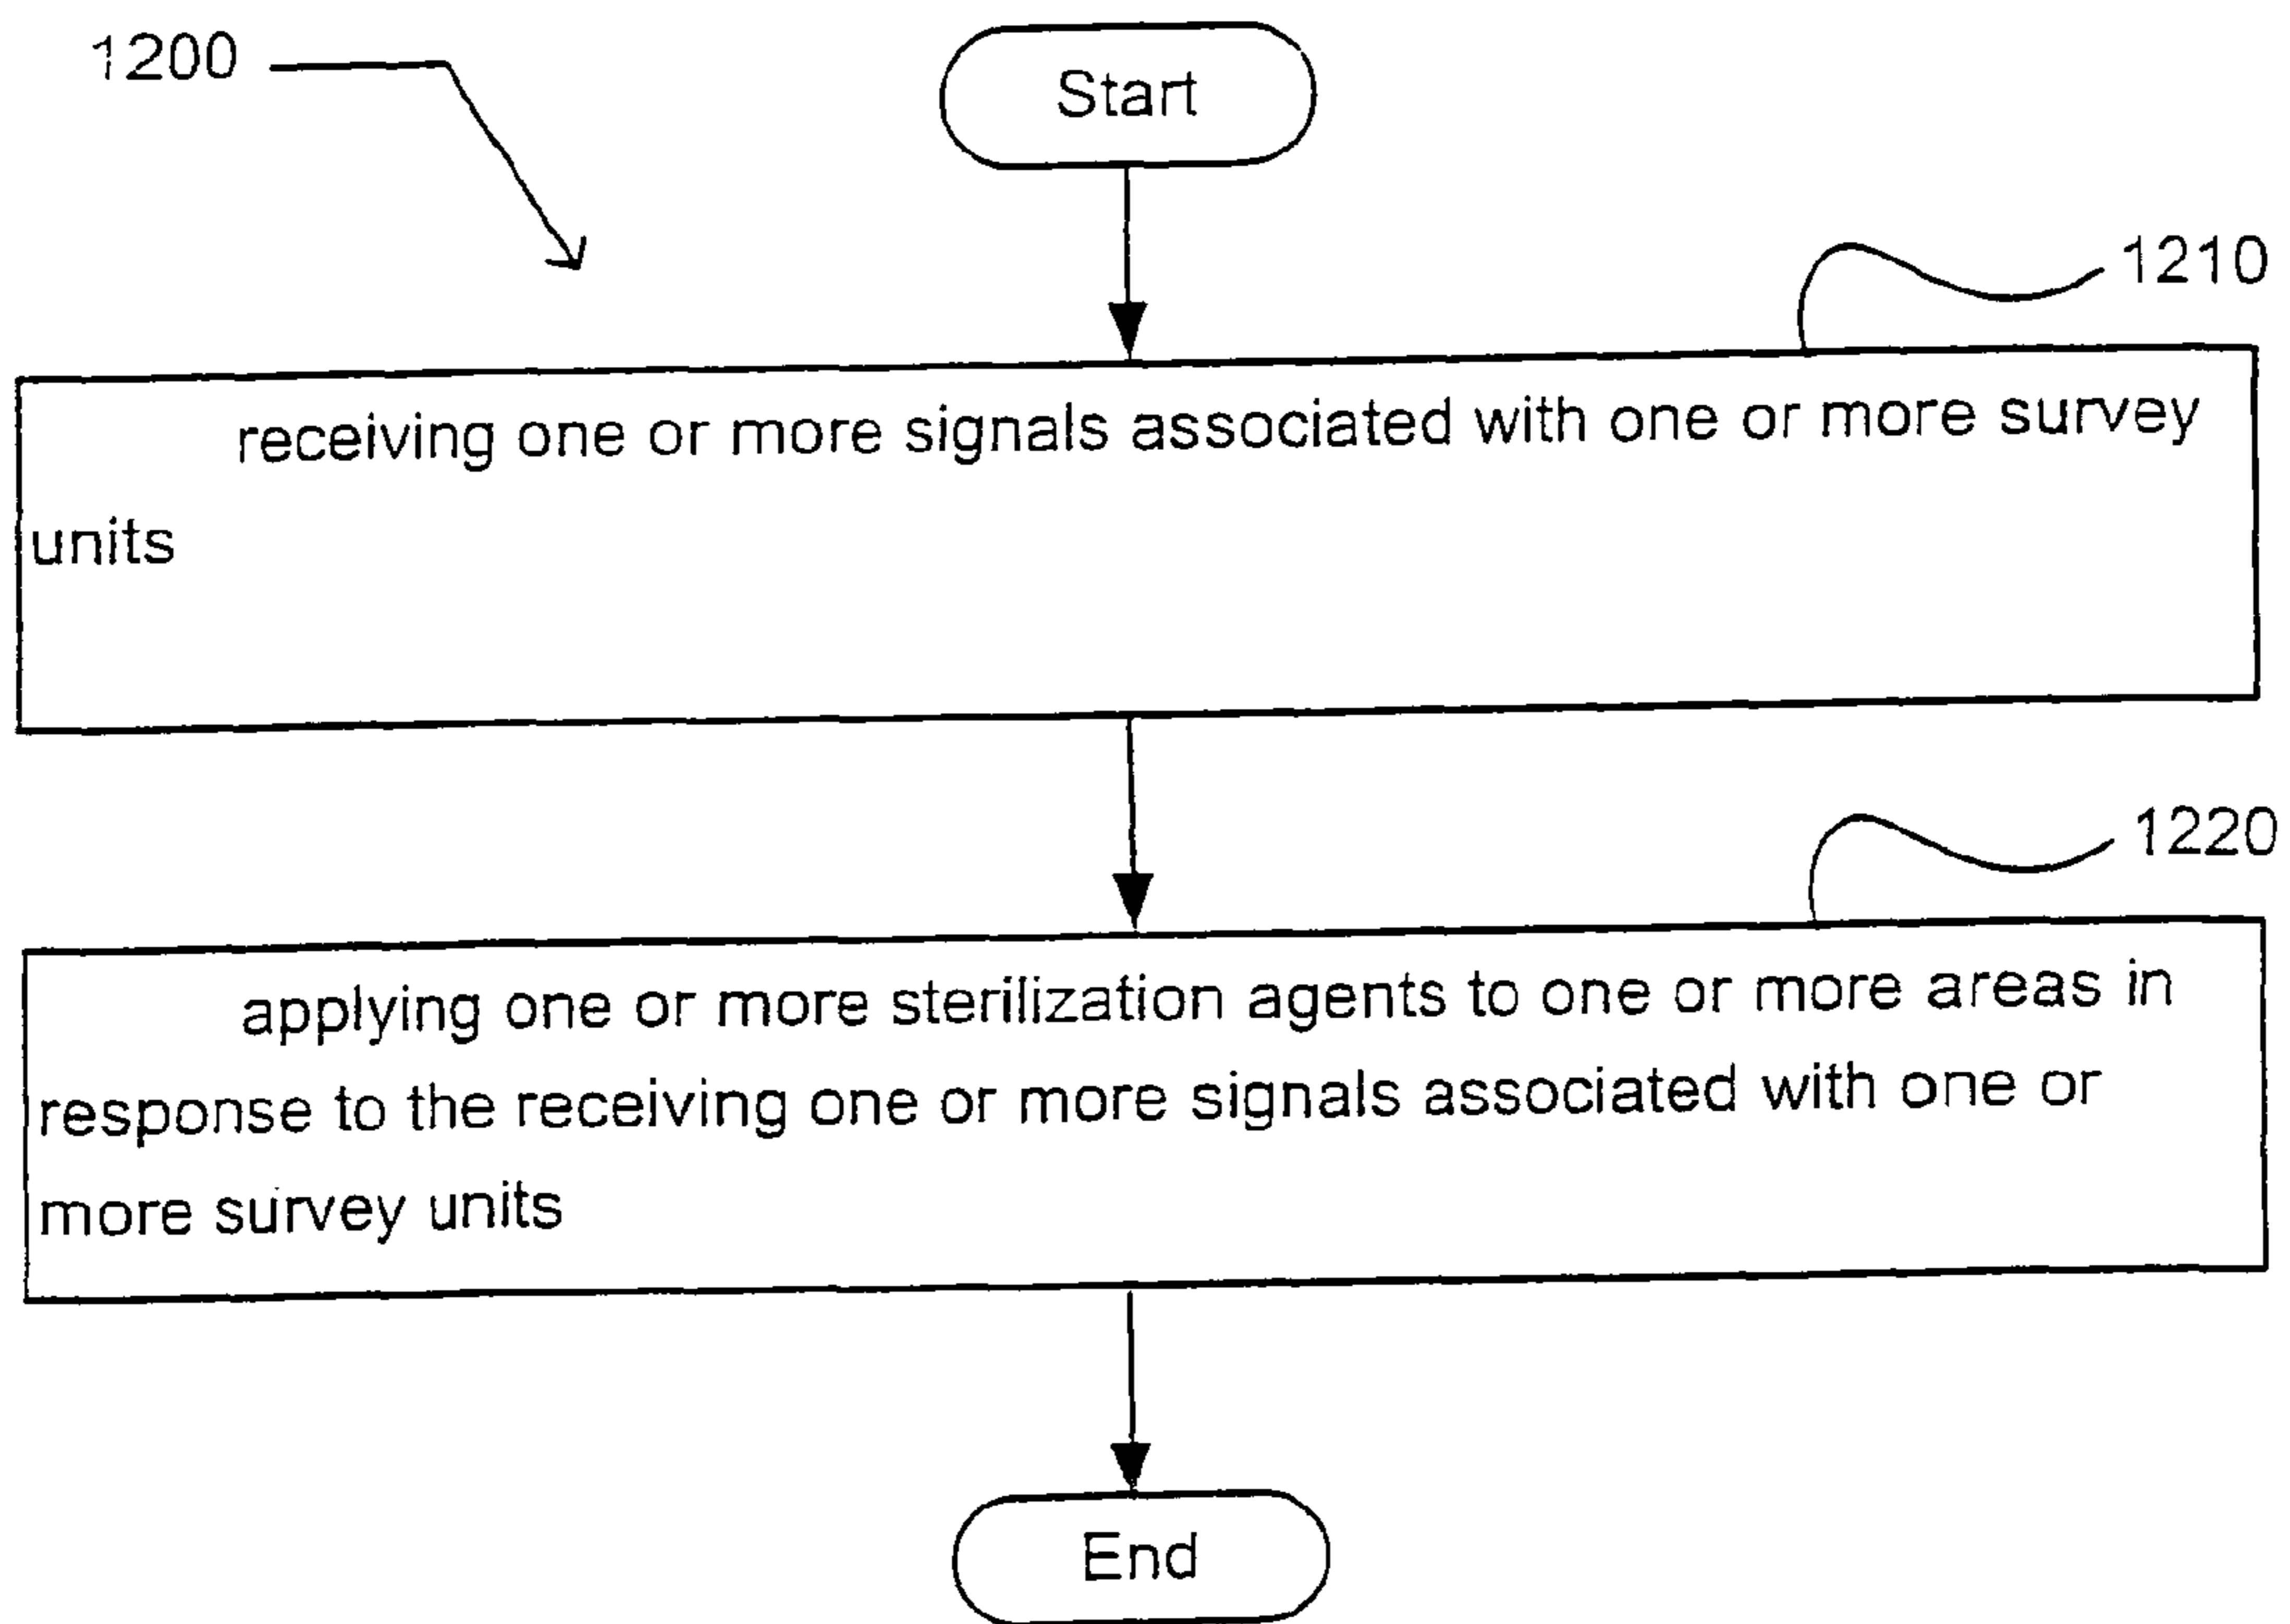 1200
Start
1210
receiving one or more signals associated with one or more survey
units
1220
applying one or more sterilization agents to one or more areas in
response to the receiving one or more signals associated with one or
more survey units
End